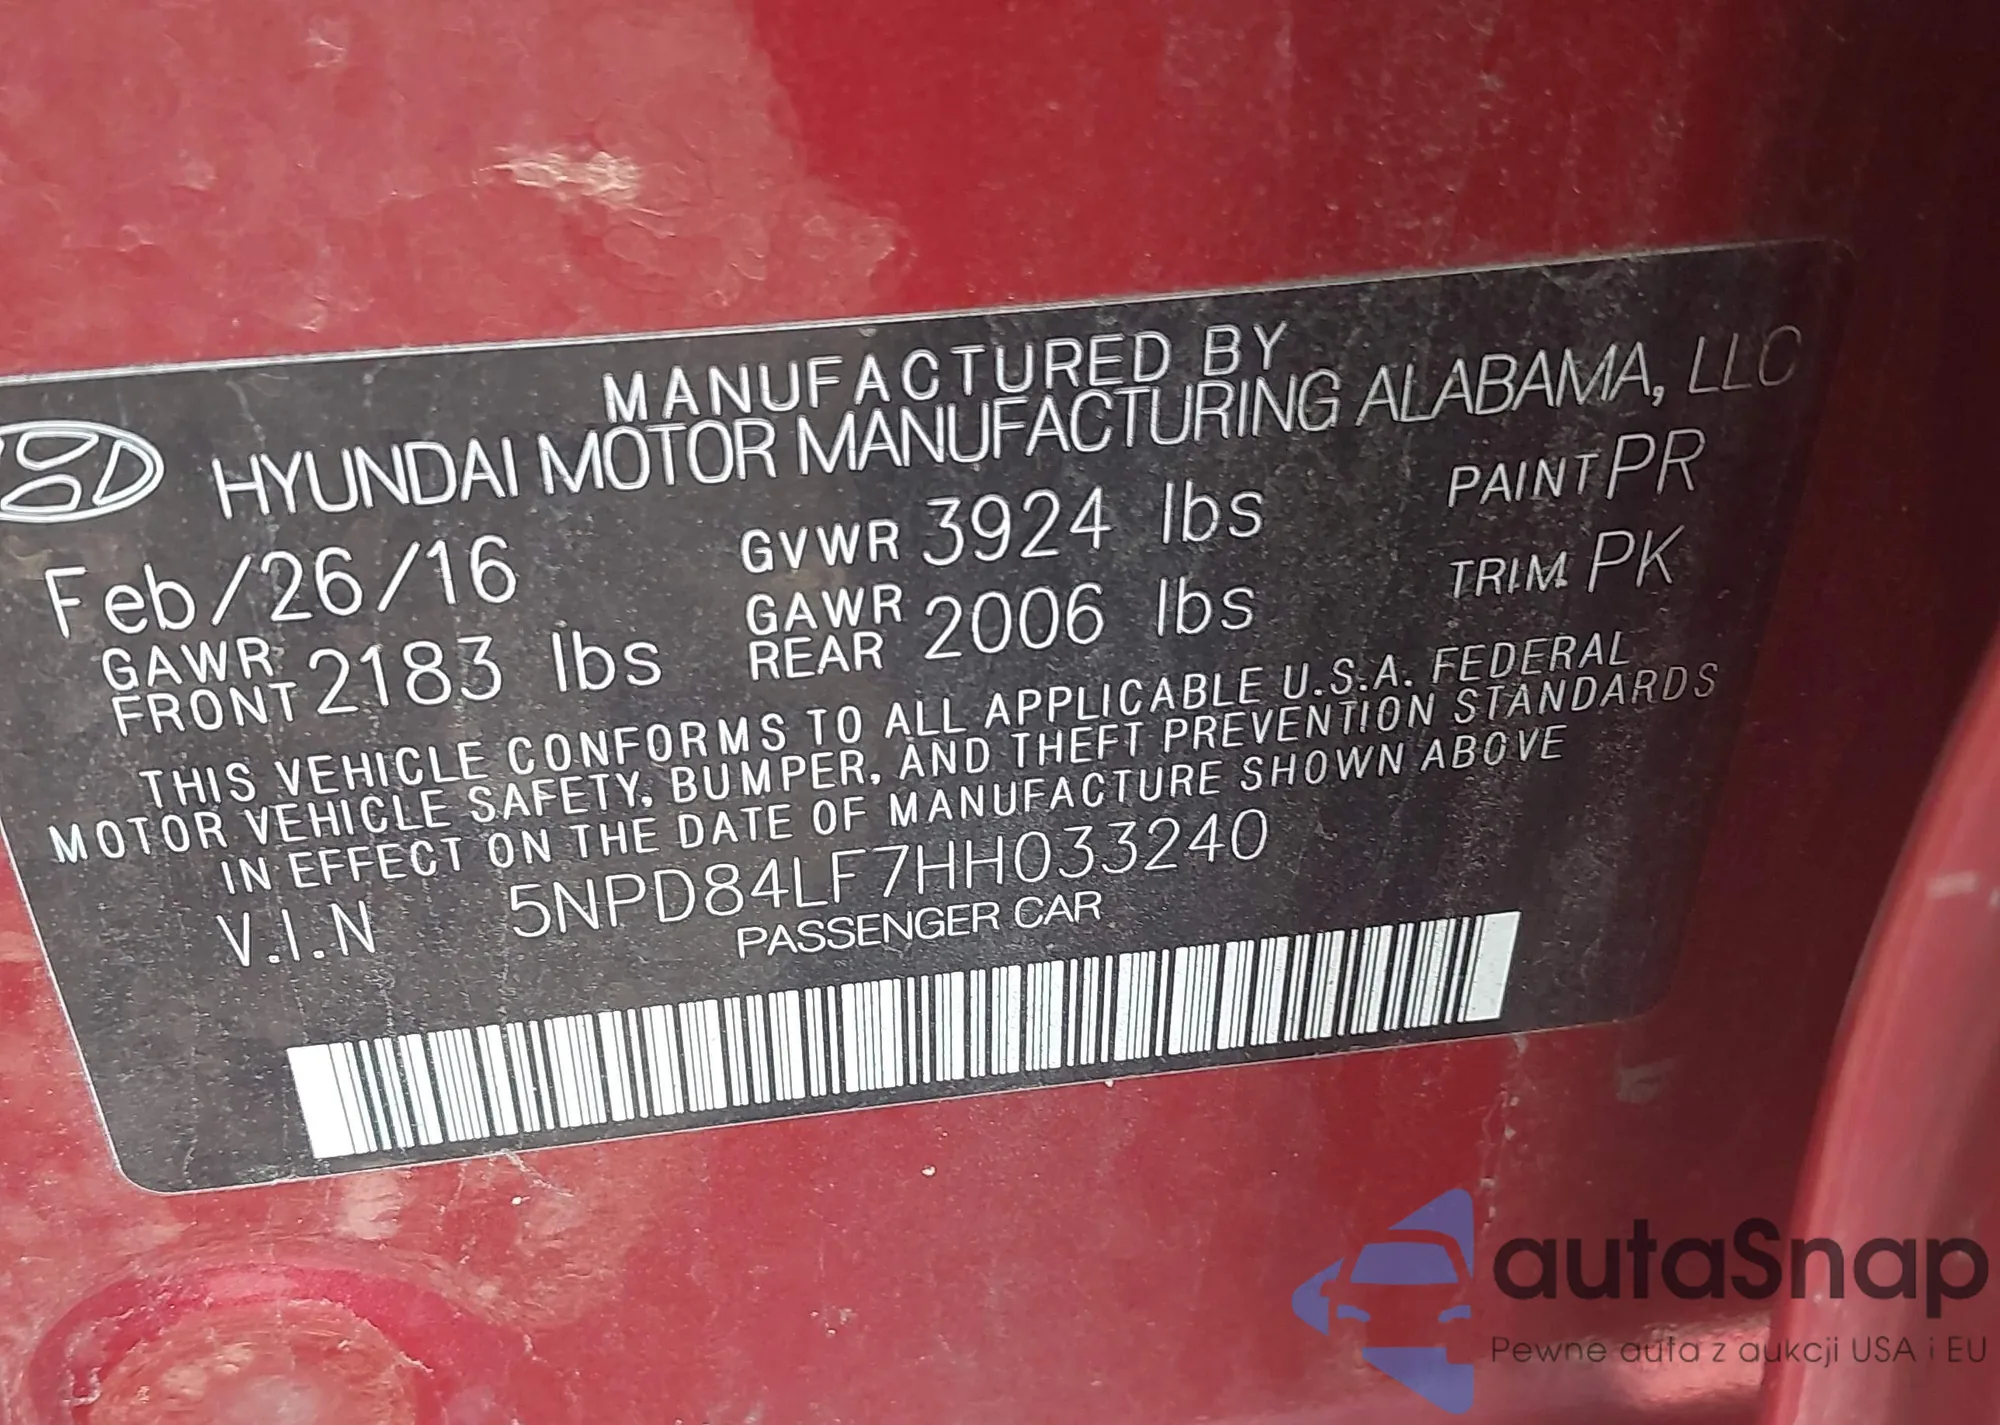 MANUFACTURED BY
HYUNDAI MOTOR MANUFACTURING ALABAMA, LLC
Feb/26/16 GVWR 3924 lbs PAINT PR
GAWR FRONT 2183 lbs GAWR REAR 2006 lbs TRIM PK
THIS VEHICLE CONFORMS TO ALL APPLICABLE U.S.A. FEDERAL
MOTOR VEHICLE SAFETY, BUMPER, AND THEFT PREVENTION STANDARDS
IN EFFECT ON THE DATE OF MANUFACTURE SHOWN ABOVE
V.I.N 5NPD84LF7HH033240
PASSENGER CAR
autaSnap
Pewne auta z aukcji USA i EU